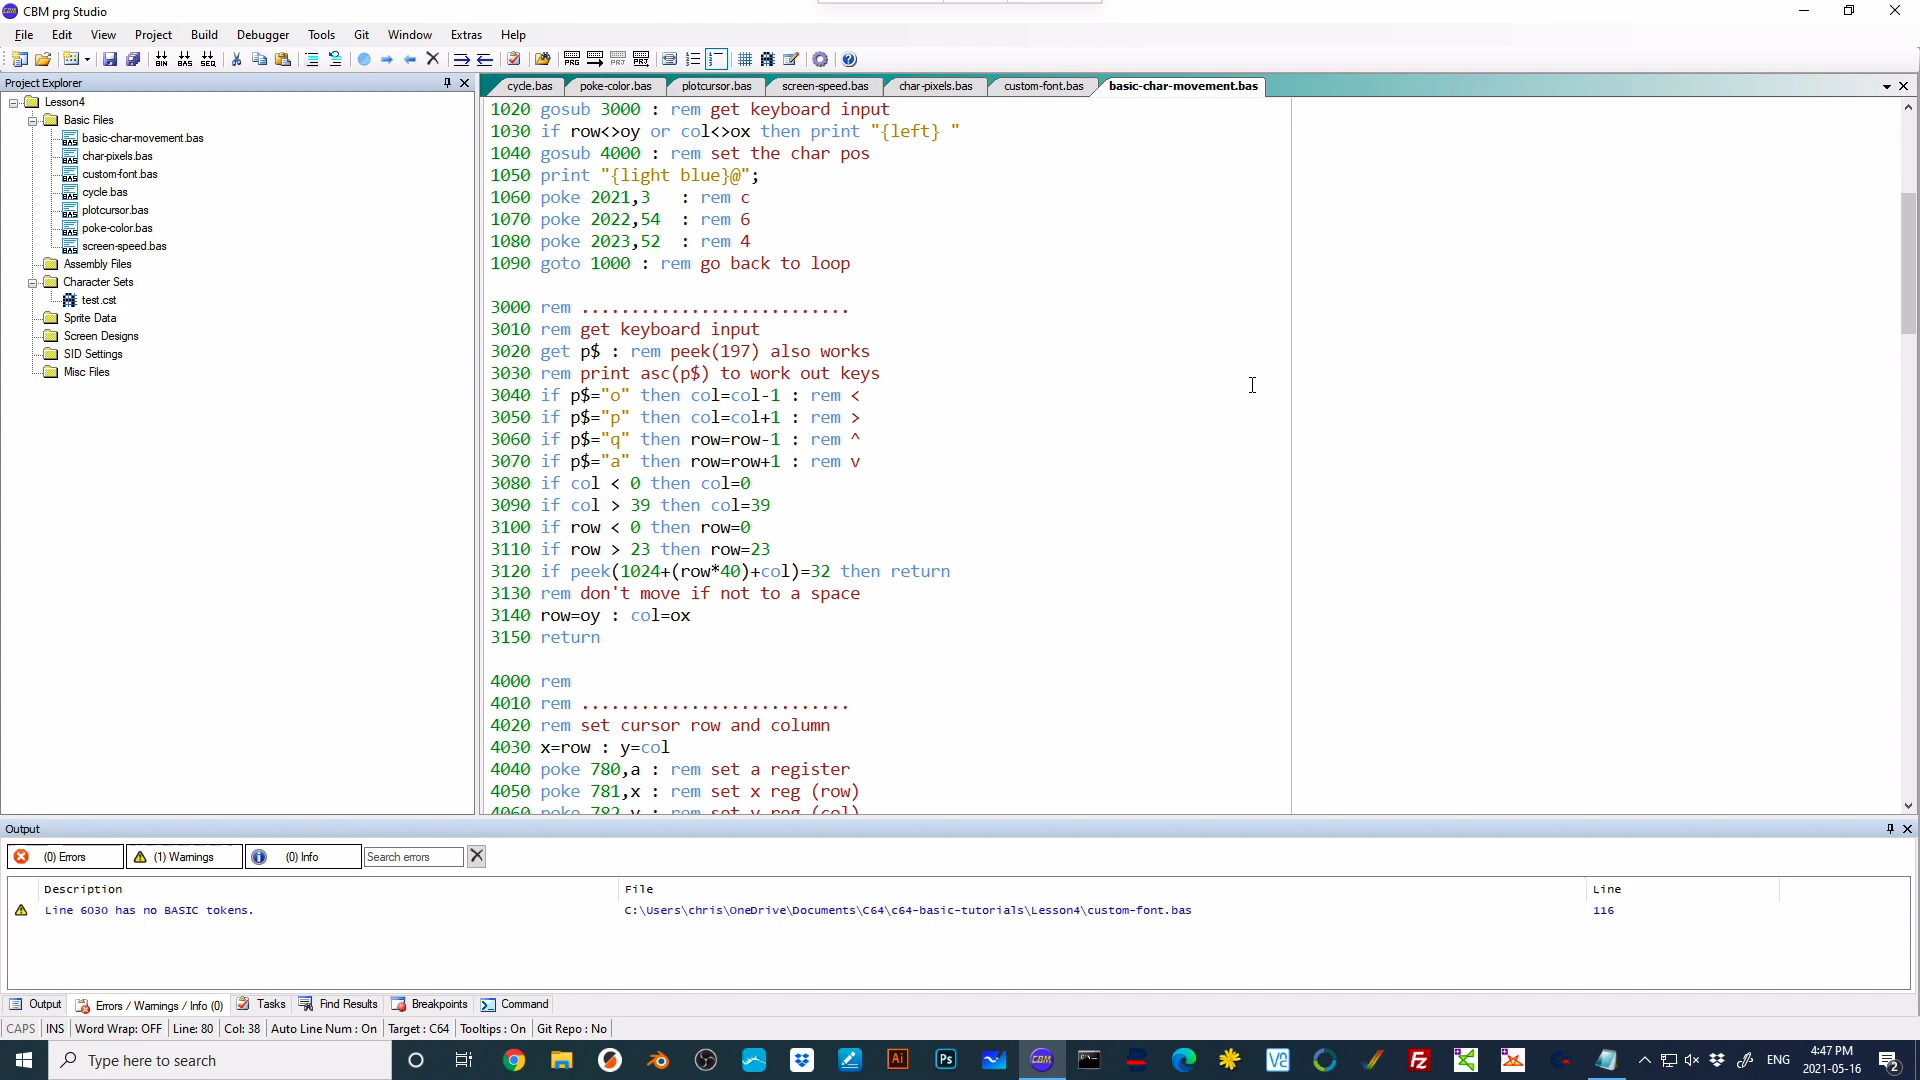 CBM prg Studio
File Edit View Project Build Debugger Tools Git Window Extras Help
Project Explorer
Lesson4
Basic Files
basic-char-movement.bas
char-pixels.bas
custom-font.bas
cycle.bas
plotcursor.bas
poke-color.bas
screen-speed.bas
Assembly Files
Character Sets
test.cst
Sprite Data
Screen Designs
SID Settings
Misc Files
cycle.bas poke-color.bas plotcursor.bas screen-speed.bas char-pixels.bas custom-font.bas basic-char-movement.bas
1020 gosub 3000 : rem get keyboard input
1030 if row<>oy or col<>ox then print "{left} "
1040 gosub 4000 : rem set the char pos
1050 print "{light blue}@";
1060 poke 2021,3   : rem c
1070 poke 2022,54  : rem 6
1080 poke 2023,52  : rem 4
1090 goto 1000 : rem go back to loop
3000 rem ...........................
3010 rem get keyboard input
3020 get p$ : rem peek(197) also works
3030 rem print asc(p$) to work out keys
3040 if p$="o" then col=col-1 : rem <
3050 if p$="p" then col=col+1 : rem >
3060 if p$="q" then row=row-1 : rem ^
3070 if p$="a" then row=row+1 : rem v
3080 if col < 0 then col=0
3090 if col > 39 then col=39
3100 if row < 0 then row=0
3110 if row > 23 then row=23
3120 if peek(1024+(row*40)+col)=32 then return
3130 rem don't move if not to a space
3140 row=oy : col=ox
3150 return
4000 rem
4010 rem ...........................
4020 rem set cursor row and column
4030 x=row : y=col
4040 poke 780,a : rem set a register
4050 poke 781,x : rem set x reg (row)
4060 poke 782,y : rem set y reg (col)
Output
(0) Errors (1) Warnings (0) Info Search errors
Description File Line
Line 6030 has no BASIC tokens. C:\Users\chris\OneDrive\Documents\C64\c64-basic-tutorials\Lesson4\custom-font.bas 116
Output Errors / Warnings / Info (0) Tasks Find Results Breakpoints Command
CAPS INS Word Wrap: OFF Line: 80 Col: 38 Auto Line Num : On Target : C64 Tooltips : On Git Repo : No
Type here to search
ENG
4:47 PM
2021-05-16
2